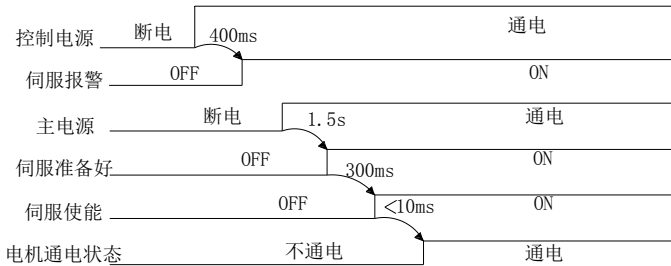 控制电源 断电 400ms 通电
伺服报警 OFF ON
主电源 断电 1.5s 通电
伺服准备好 OFF 300ms ON
伺服使能 OFF <10ms ON
电机通电状态 不通电 通电